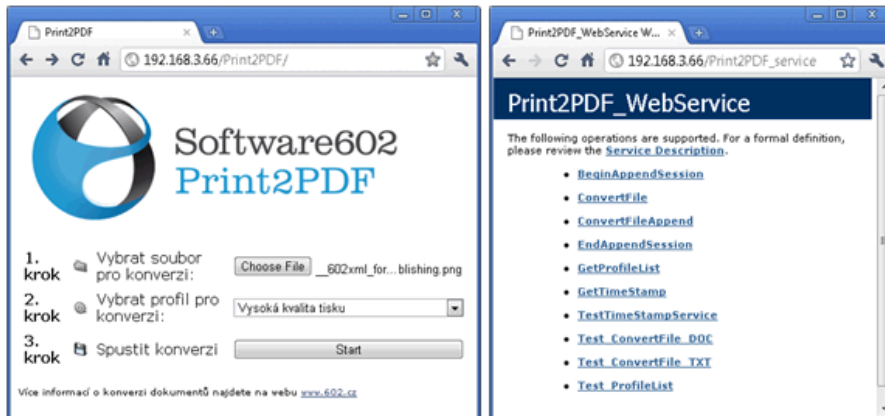 Print2PDF
192.168.3.66/Print2PDF/
Software602
Print2PDF
1. krok
Vybrat soubor pro konverzi:
Choose File
__602xml_for...blishing.png
2. krok
Vybrat profil pro konverzi:
Vysoká kvalita tisku
3. krok
Spustit konverzi
Start
Více informací o konverzi dokumentů najdete na webu www.602.cz
Print2PDF_WebService W...
192.168.3.66/Print2PDF_service
Print2PDF_WebService
The following operations are supported. For a formal definition,
please review the Service Description.
BeginAppendSession
ConvertFile
ConvertFileAppend
EndAppendSession
GetProfileList
GetTimeStamp
TestTimeStampService
Test_ConvertFile_DOC
Test_ConvertFile_TXT
Test_ProfileList